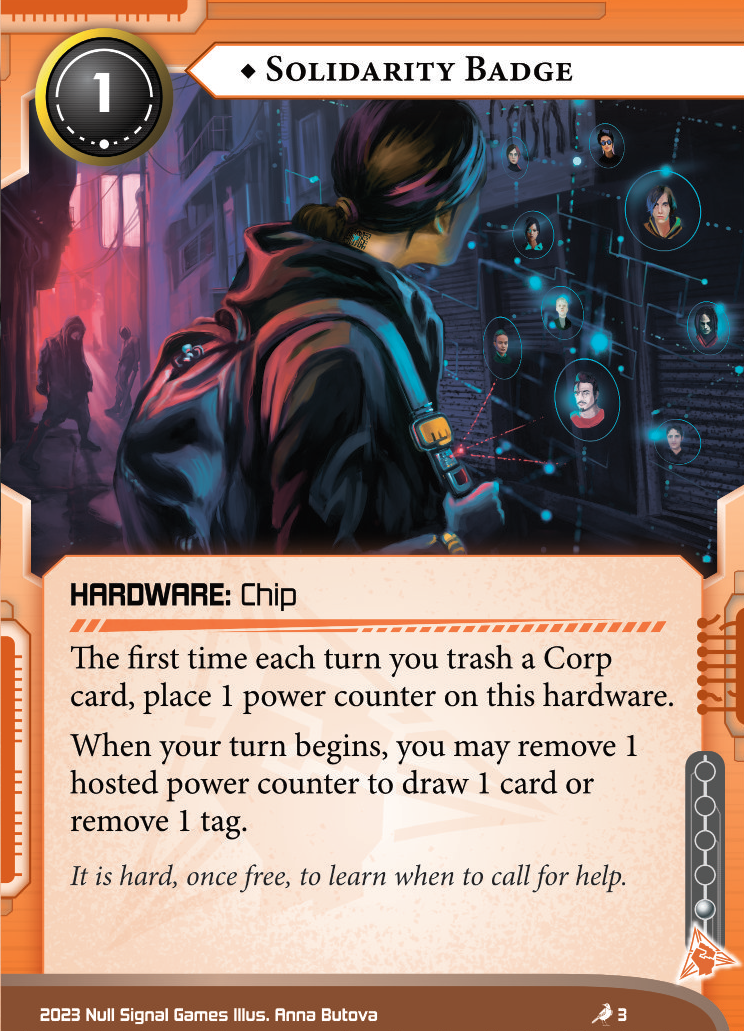 1
◆ Solidarity Badge
HARDWARE: Chip
The first time each turn you trash a Corp
card, place 1 power counter on this hardware.
When your turn begins, you may remove 1
hosted power counter to draw 1 card or
remove 1 tag.
It is hard, once free, to learn when to call for help.
2023 Null Signal Games Illus. Anna Butova
3